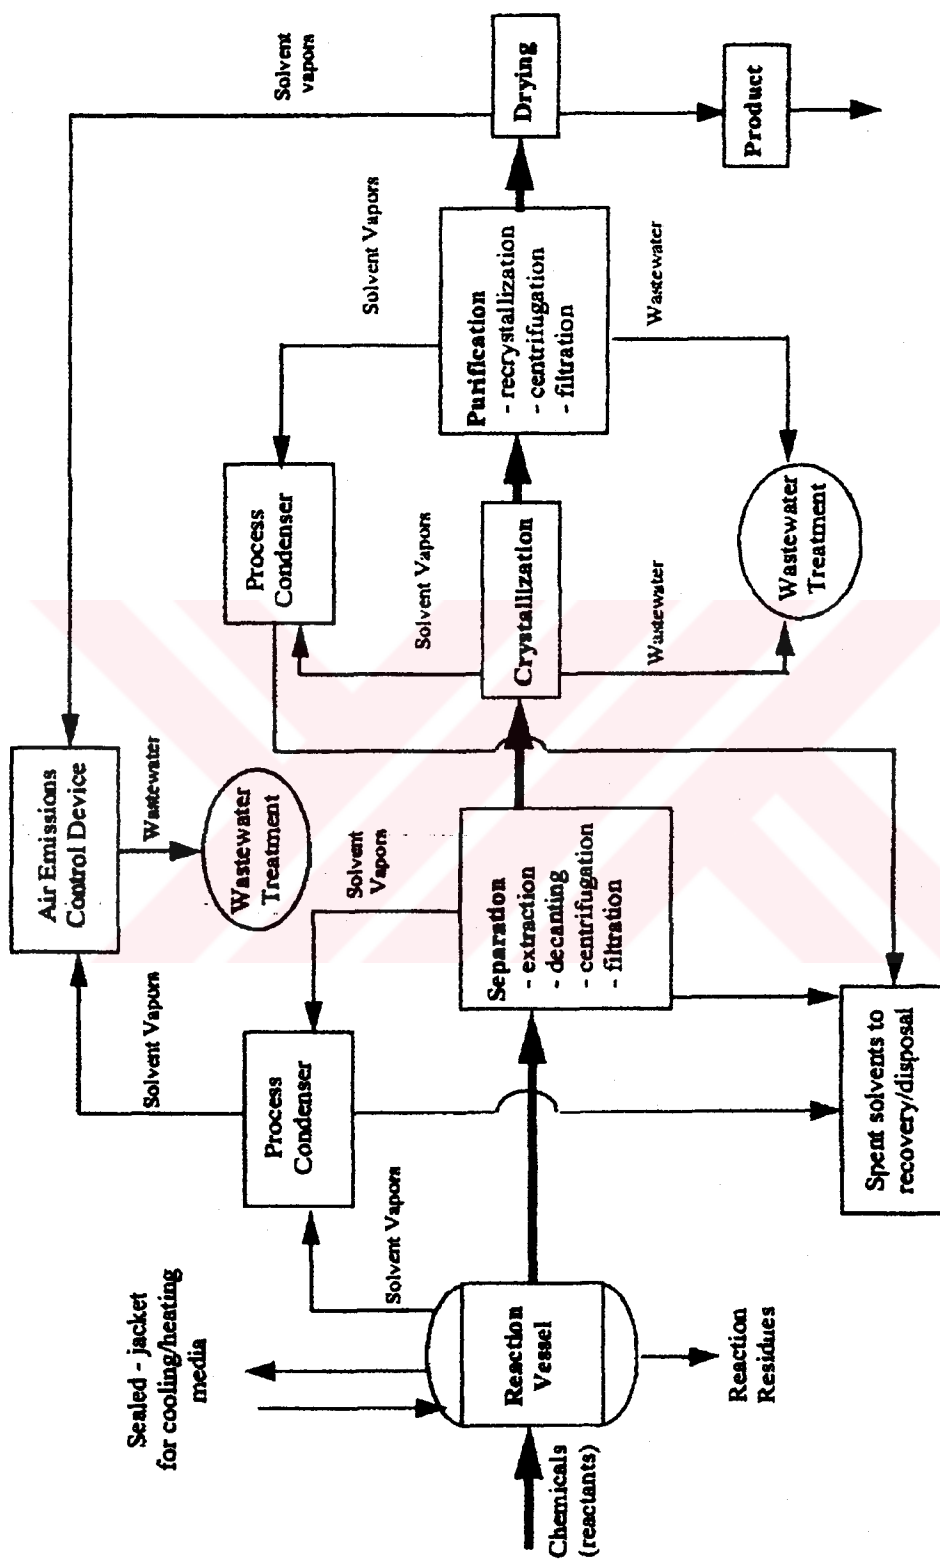 Sealed - jacket
for cooling/heating
media
Chemicals
(reactants)
Reaction
Vessel
Reaction
Residues
Solvent Vapors
Process
Condenser
Solvent Vapors
Air Emissions
Control Device
Wastewater
Wastewater
Treatment
Solvent
Vapors
Separation
- extraction
- decanting
- centrifugation
- filtration
Spent solvents to
recovery/disposal
Crystallization
Solvent Vapors
Wastewater
Process
Condenser
Wastewater
Treatment
Purification
- recrystallization
- centrifugation
- filtration
Solvent Vapors
Wastewater
Drying
Solvent
vapors
Product